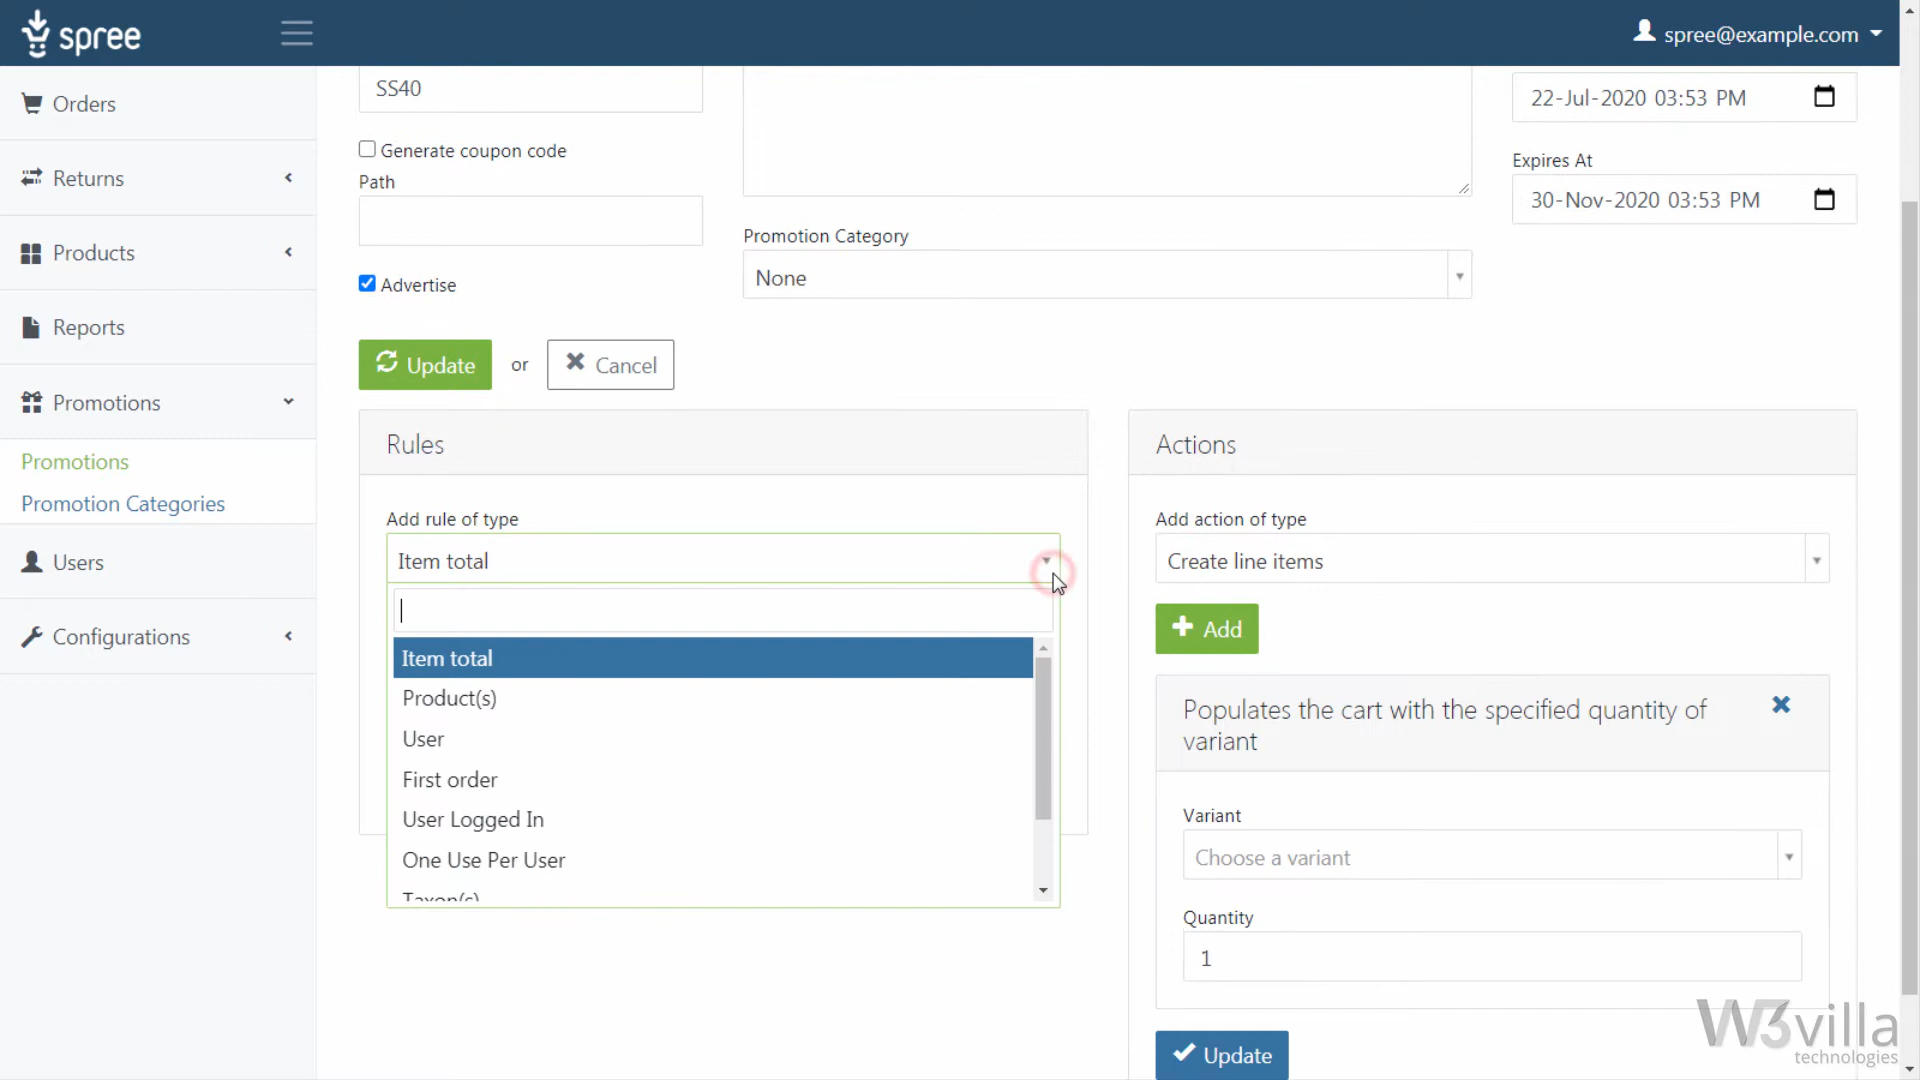 spree
spree@example.com
Orders
Returns
Products
Reports
Promotions
Promotions
Promotion Categories
Users
Configurations
SS40
Generate coupon code
Path
Advertise
Promotion Category
None
22-Jul-2020 03:53 PM
Expires At
30-Nov-2020 03:53 PM
Update or Cancel
Rules
Add rule of type
Item total
Item total
Product(s)
User
First order
User Logged In
One Use Per User
Taxon(s)
Actions
Add action of type
Create line items
Add
Populates the cart with the specified quantity of
variant
Variant
Choose a variant
Quantity
1
Update
W3villa
technologies